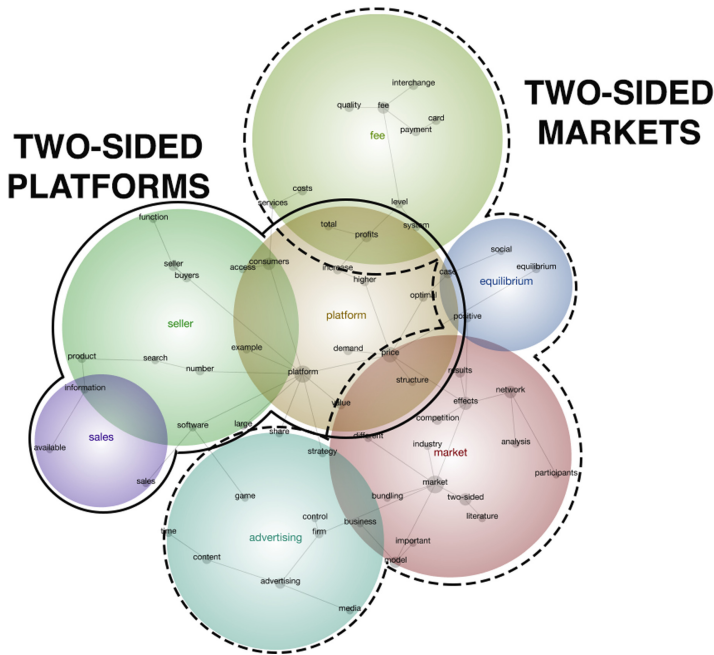 TWO-SIDED
MARKETS
TWO-SIDED
PLATFORMS
interchange
quality
fee
card
payment
fee
costs
services
level
function
total
profits
system
social
seller
buyers
access
consumers
increase
higher
case
equilibrium
equilibrium
optimal
seller
platform
positive
example
demand
price
product
search
number
platform
results
structure
network
information
value
effects
competition
available
sales
software
large
share
different
industry
market
analysis
strategy
participants
sales
game
bundling
market
two-sided
literature
control
business
time
firm
advertising
important
content
model
advertising
media